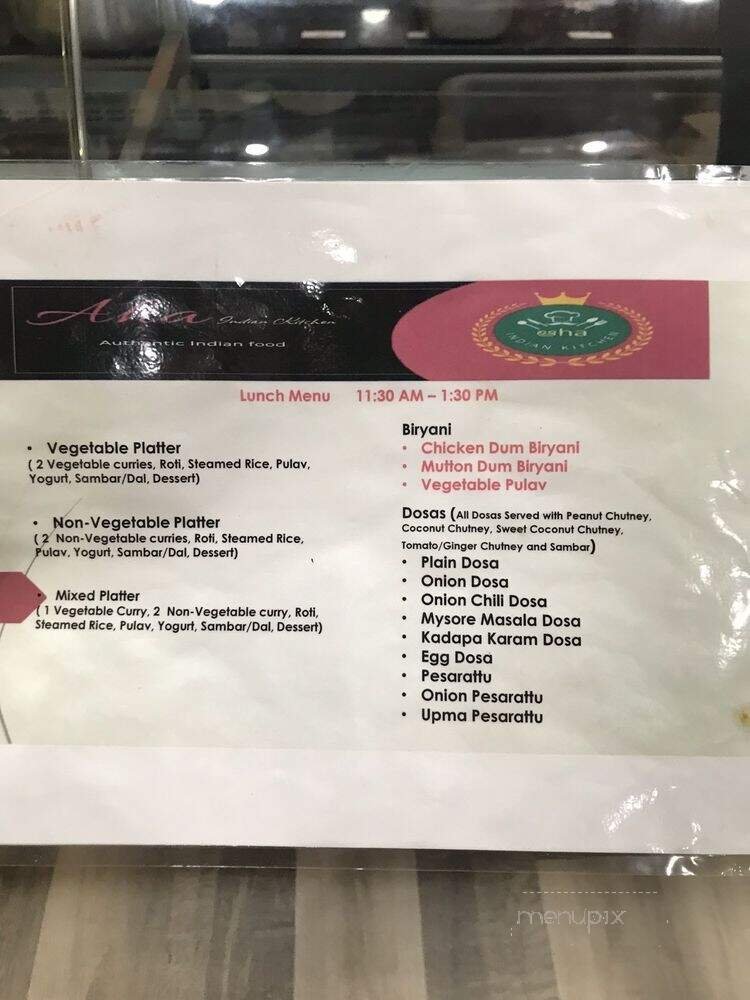 Indian Kitchen
Authentic Indian food
esha
INDIAN KITCHEN
Lunch Menu 11:30 AM – 1:30 PM
• Vegetable Platter
( 2 Vegetable curries, Roti, Steamed Rice, Pulav,
Yogurt, Sambar/Dal, Dessert)
• Non-Vegetable Platter
( 2 Non-Vegetable curries, Roti, Steamed Rice,
Pulav, Yogurt, Sambar/Dal, Dessert)
• Mixed Platter
( 1 Vegetable Curry, 2 Non-Vegetable curry, Roti,
Steamed Rice, Pulav, Yogurt, Sambar/Dal, Dessert)
Biryani
• Chicken Dum Biryani
• Mutton Dum Biryani
• Vegetable Pulav
Dosas (All Dosas Served with Peanut Chutney,
Coconut Chutney, Sweet Coconut Chutney,
Tomato/Ginger Chutney and Sambar)
• Plain Dosa
• Onion Dosa
• Onion Chili Dosa
• Mysore Masala Dosa
• Kadapa Karam Dosa
• Egg Dosa
• Pesarattu
• Onion Pesarattu
• Upma Pesarattu
menupix